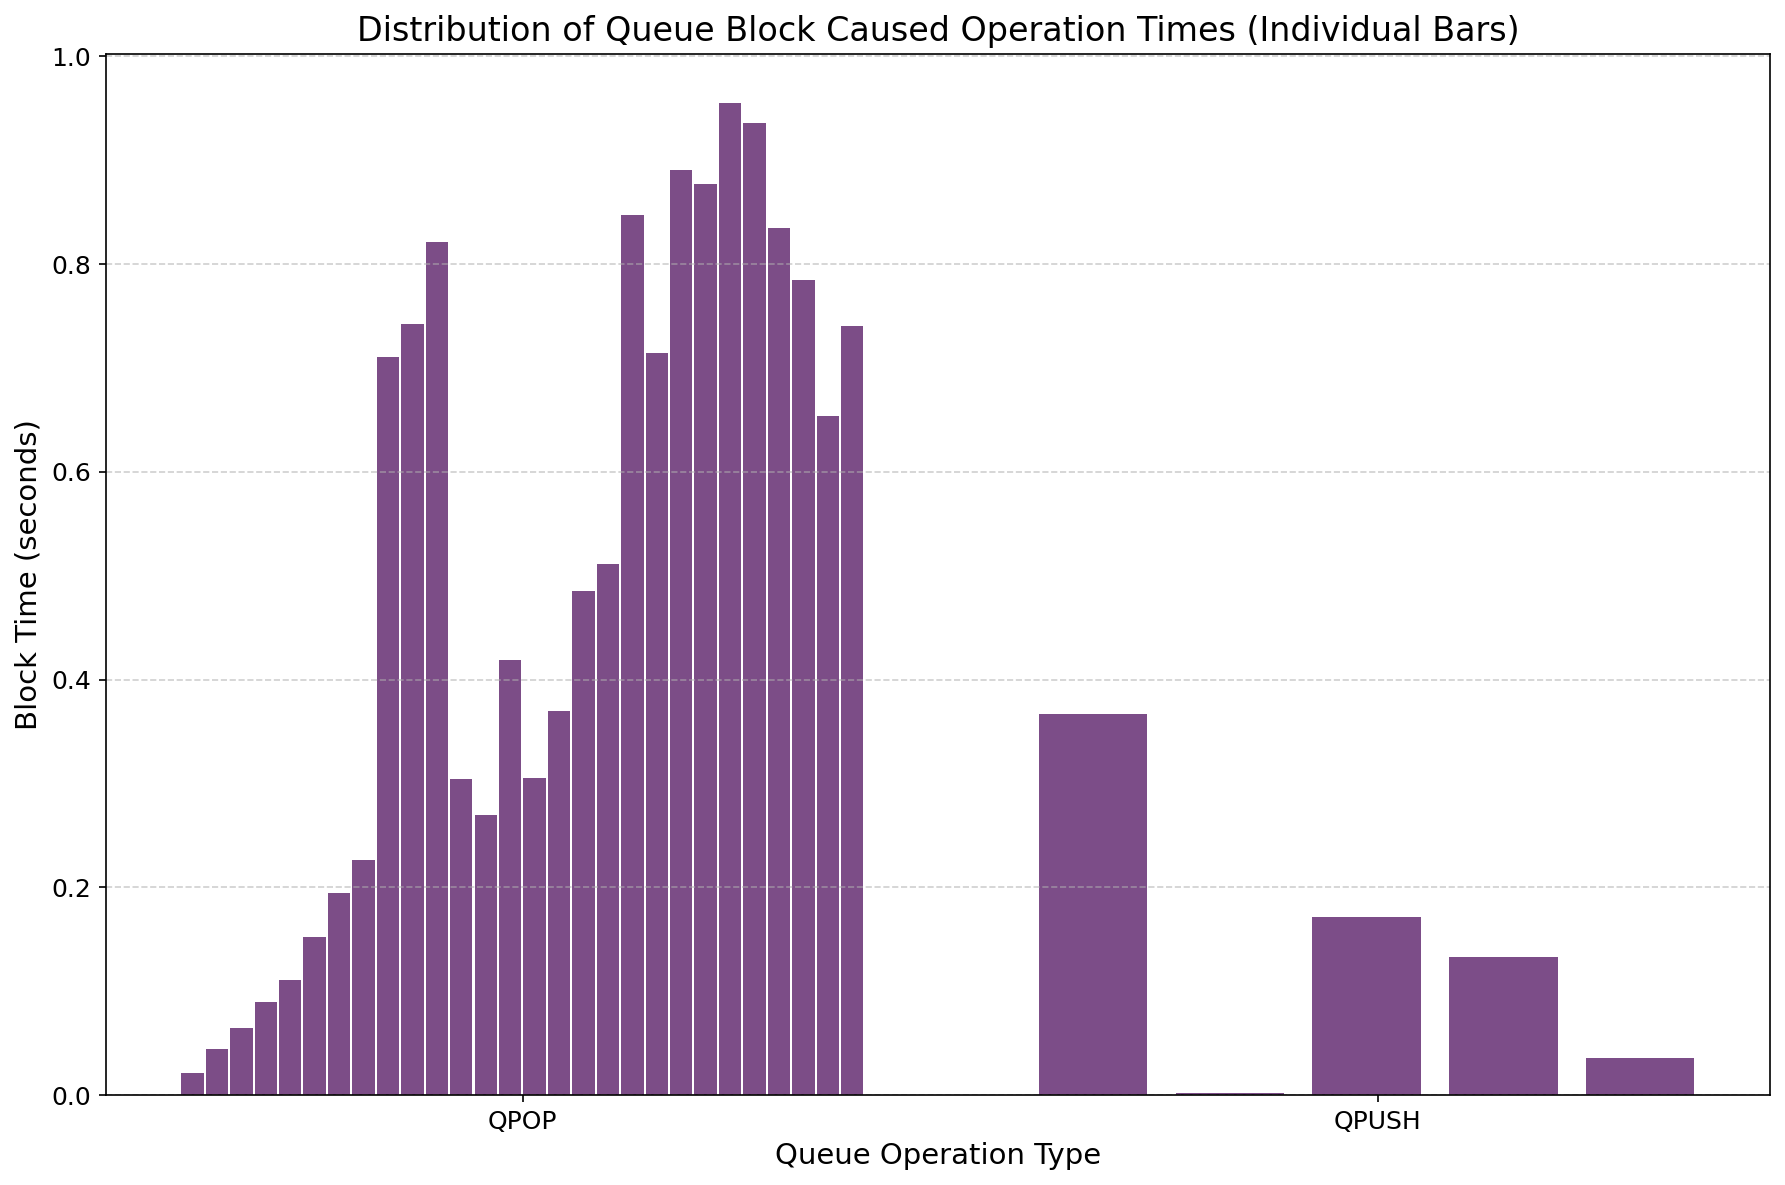 Distribution of Queue Block Caused Operation Times (Individual Bars)
1.0
0.8
0.6
0.4
0.2
0.0
Block Time (seconds)
QPOP
QPUSH
Queue Operation Type